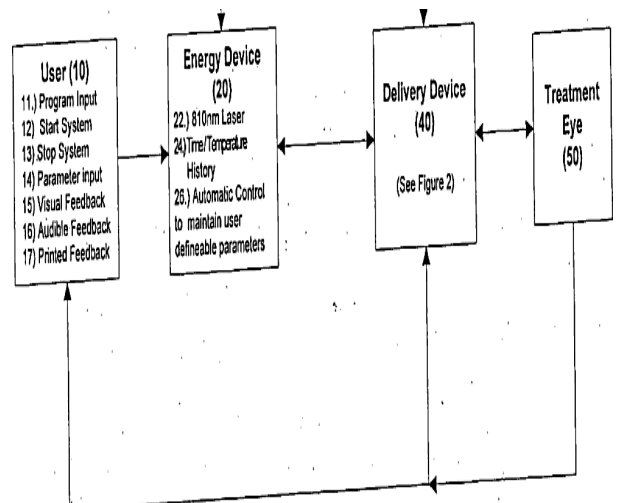 User (10)
11.) Program Input
12) Start System
13) Stop System
14) Parameter input
15) Visual Feedback
16) Audible Feedback
17) Printed Feedback
Energy Device
(20)
22.) 810nm Laser
24.)Time/Temperature
History
26.) Automatic Control
to maintain user
defineable parameters
Delivery Device
(40)
(See Figure 2)
Treatment
Eye
(50)